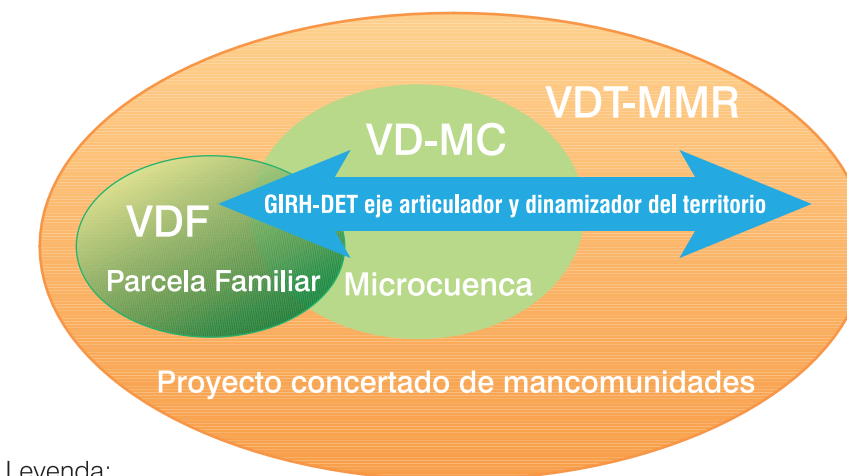 VDT-MMR
VD-MC
GIRH-DET eje articulador y dinamizador del territorio
VDF
Parcela Familiar
Microcuenca
Proyecto concertado de mancomunidades
Leyenda: